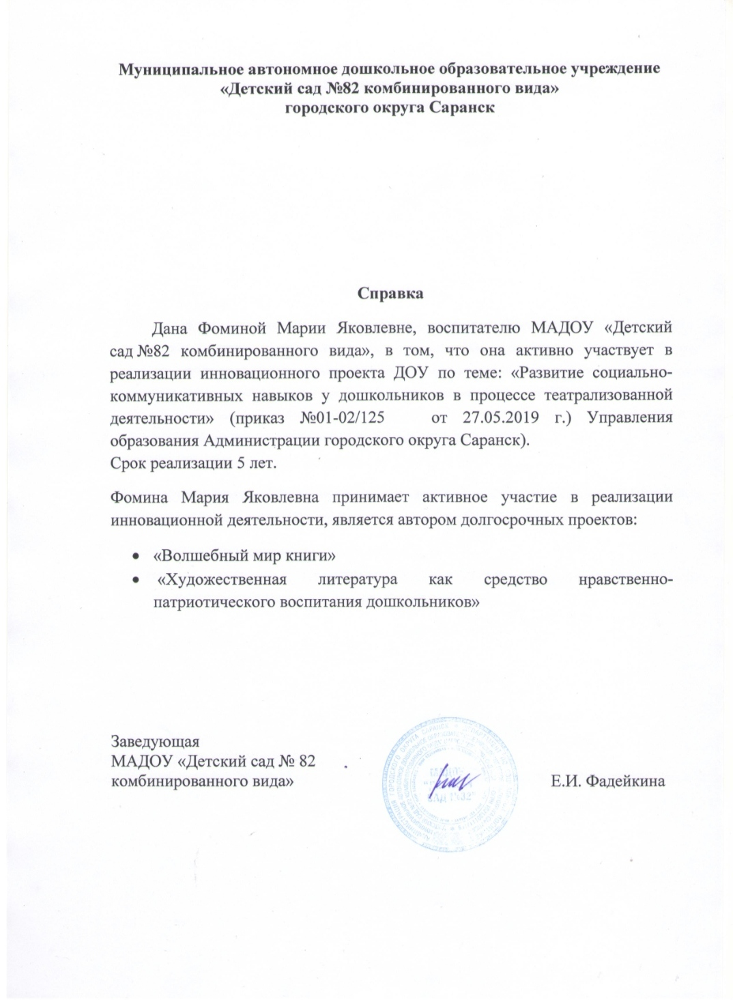 Муниципальное автономное дошкольное образовательное учреждение
«Детский сад №82 комбинированного вида»
городского округа Саранск
Справка
Дана Фоминой Марии Яковлевне, воспитателю МАДОУ «Детский
сад №82 комбинированного вида», в том, что она активно участвует в
реализации инновационного проекта ДОУ по теме: «Развитие социально-
коммуникативных навыков у дошкольников в процессе театрализованной
деятельности» (приказ №01-02/125 от 27.05.2019 г.) Управления
образования Администрации городского округа Саранск).
Срок реализации 5 лет.
Фомина Мария Яковлевна принимает активное участие в реализации
инновационной деятельности, является автором долгосрочных проектов:
• «Волшебный мир книги»
• «Художественная литература как средство нравственно-
патриотического воспитания дошкольников»
Заведующая
МАДОУ «Детский сад № 82
комбинированного вида»
Е.И. Фадейкина